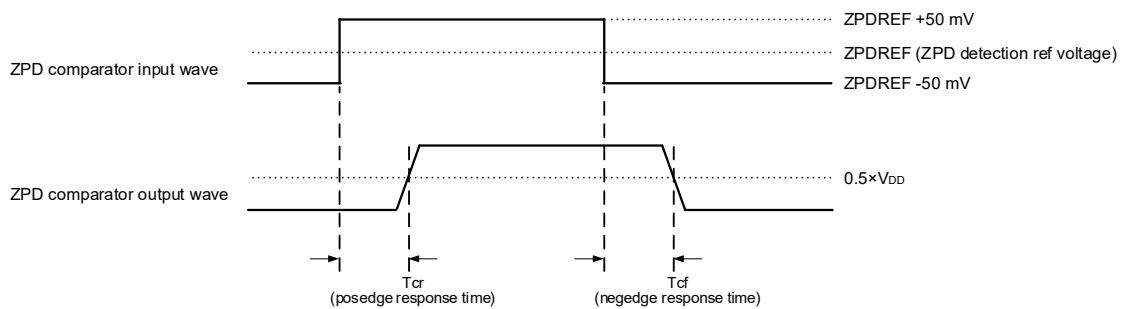 ZPDREF +50 mV
ZPD comparator input wave
ZPDREF (ZPD detection ref voltage)
ZPDREF -50 mV
ZPD comparator output wave
0.5×VDD
Tcr
(posedge response time)
Tcf
(negedge response time)